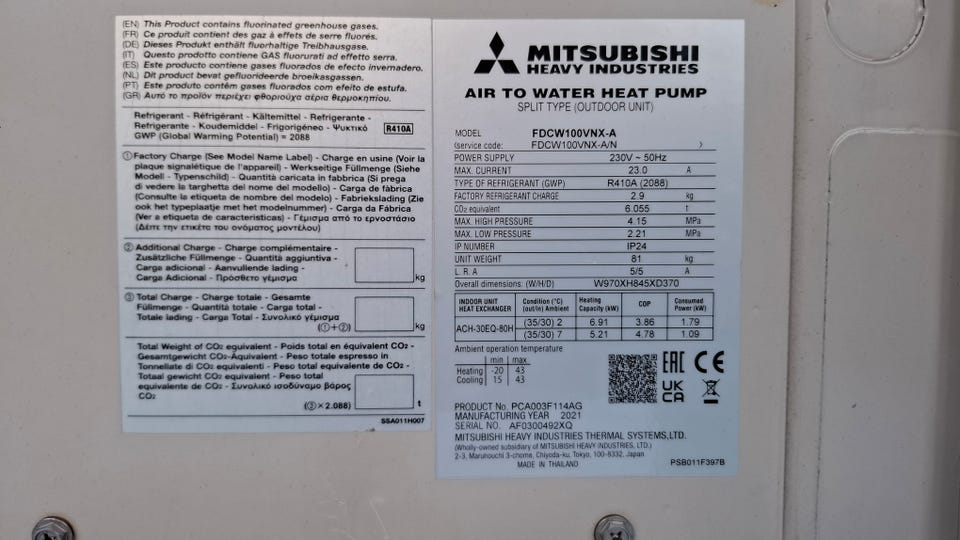 (EN) This Product contains fluorinated greenhouse gases.
(FR) Ce produit contient des gaz à effets de serre fluorés.
(DE) Dieses Produkt enthält fluorhaltige Treibhausgase.
(IT) Questo prodotto contiene GAS fluorurati ad effetto serra.
(ES) Este producto contiene gases fluorados de efecto invernadero.
(NL) Dit product bevat gefluorideerde broeikasgassen.
(PT) Este produto contém gases fluorados com efeito de estufa.
(GR) Αυτό το προϊόν περιέχει φθοριούχα αέρια θερμοκηπίου.
Refrigerant - Réfrigérant - Kältemittel - Refrigerante -
Refrigerante - Koudemiddel - Frigorigéneo - Ψυκτικό R410A
GWP (Global Warming Potential) = 2088
①Factory Charge (See Model Name Label) - Charge en usine (Voir la
plaque signalétique de l'appareil) - Werkseitige Füllmenge (Siehe
Modell - Typenschild) - Quantità caricata in fabbrica (Si prega
di vedere la targhetta del nome del modello) - Carga de fàbrica
(Consulte la etiqueta de nombre del modelo) - Fabrieks­lading (Zie
ook het typeplaatje met het modelnummer) - Carga da Fábrica
(Ver a etiqueta de características) - Γέμισμα από το εργοστάσιο
(Δείτε την ετικέτα του ονόματος μοντέλου)
② Additional Charge - Charge complémentaire -
Zusätzliche Füllmenge - Quantità aggiuntiva -
Carga adicional - Aanvullende lading -
Carga Adicional - Πρόσθετο γέμισμα kg
③ Total Charge - Charge totale - Gesamte
Füllmenge - Quantità totale - Carga total -
Totale lading - Carga Total - Συνολικό γέμισμα
(①+②) kg
Total Weight of CO2 equivalent - Poids total en équivalent CO2 -
Gesamtgewicht CO2-Äquivalent - Peso totale espresso in
Tonnellate di CO2 equivalenti - Peso total equivalente de CO2 -
Totaal gewicht CO2 equivalent - Peso total
equivalente de CO2 - Συνολικό ισοδύναμο βάρος
CO2
(③×2.088) t
SSA011H007
MITSUBISHI
HEAVY INDUSTRIES
AIR TO WATER HEAT PUMP
SPLIT TYPE (OUTDOOR UNIT)
MODEL FDCW100VNX-A
(service code: FDCW100VNX-A/N )
POWER SUPPLY 230V ~ 50Hz
MAX. CURRENT 23.0 A
TYPE OF REFRIGERANT (GWP) R410A (2088)
FACTORY REFRIGERANT CHARGE 2.9 kg
CO2 equivalent 6.055 t
MAX. HIGH PRESSURE 4.15 MPa
MAX. LOW PRESSURE 2.21 MPa
IP NUMBER IP24
UNIT WEIGHT 81 kg
L. R. A 5/5 A
Overall dimensions: (W/H/D) W970XH845XD370
INDOOR UNIT HEAT EXCHANGER Condition (°C) (out/in) Ambient Heating Capacity (kW) COP Consumed Power (kW)
ACH-30EQ-80H (35/30) 2 6.91 3.86 1.79
(35/30) 7 5.21 4.78 1.09
Ambient operation temperature
min max
Heating -20 43
Cooling 15 43
EAC CE
UK CA
PRODUCT No. PCA003F114AG
MANUFACTURING YEAR 2021
SERIAL NO. AF0300492XQ
MITSUBISHI HEAVY INDUSTRIES THERMAL SYSTEMS,LTD.
(Wholly-owned subsidiary of MITSUBISHI HEAVY INDUSTRIES,LTD.)
2-3, Marunouchi 3-chome, Chiyoda-ku, Tokyo, 100-8332, Japan
MADE IN THAILAND
PSB011F397B